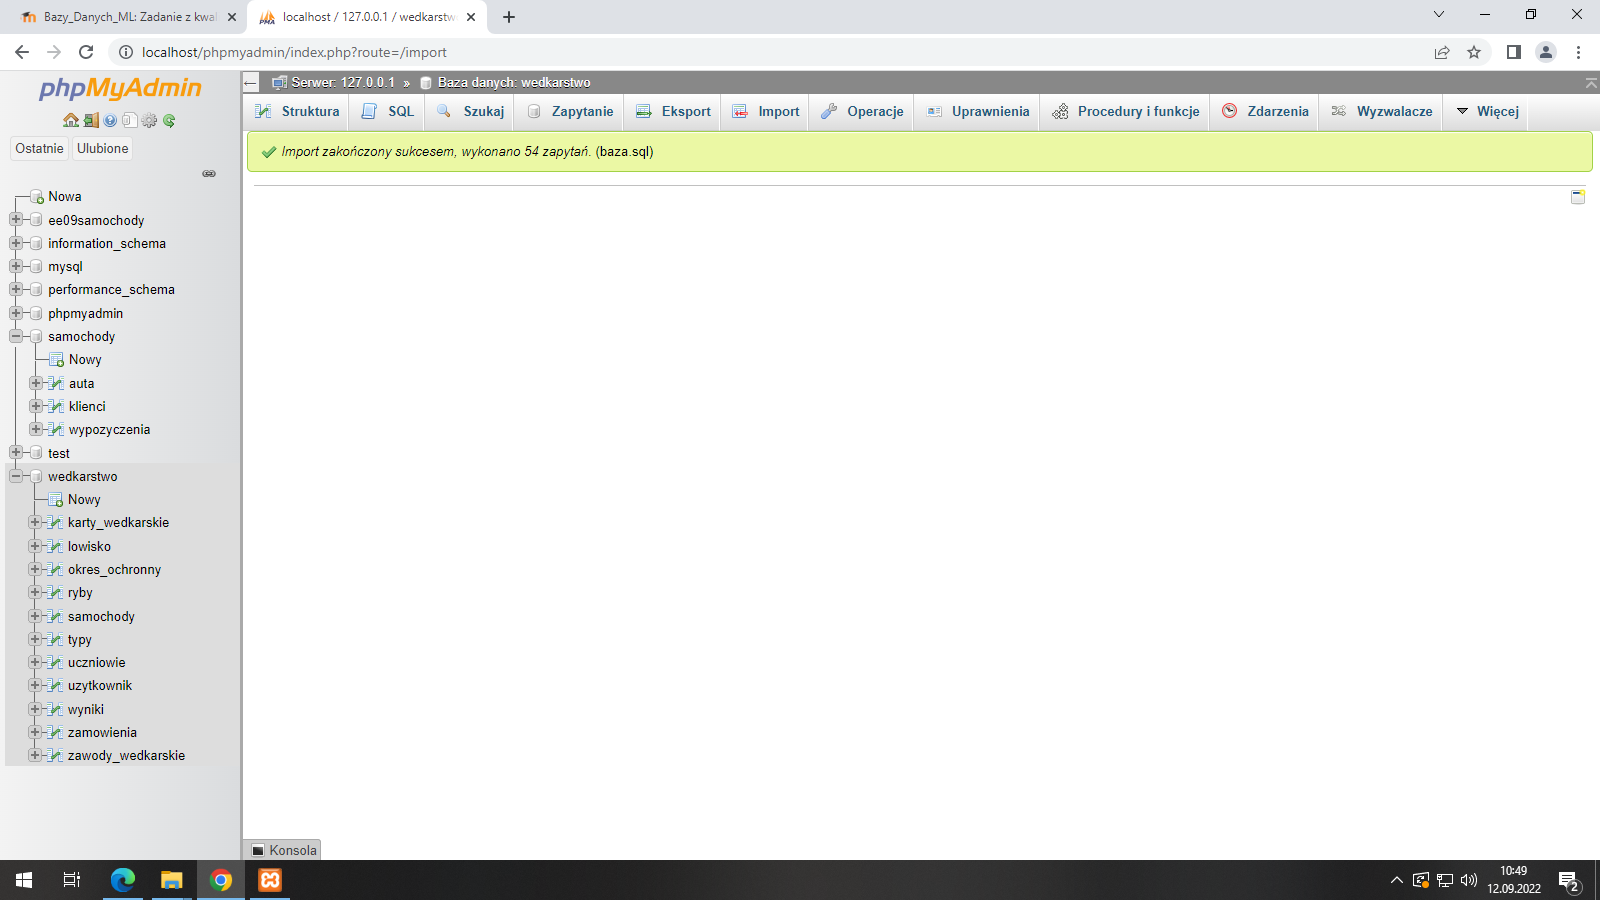 Bazy_Danych_ML: Zadanie z kwal
localhost / 127.0.0.1 / wedkarstw
localhost/phpmyadmin/index.php?route=/import
phpMyAdmin
Serwer: 127.0.0.1 » Baza danych: wedkarstwo
Struktura SQL Szukaj Zapytanie Eksport Import Operacje Uprawnienia Procedury i funkcje Zdarzenia Wyzwalacze Więcej
Ostatnie Ulubione
Import zakończony sukcesem, wykonano 54 zapytań. (baza.sql)
Nowa
ee09samochody
information_schema
mysql
performance_schema
phpmyadmin
samochody
Nowy
auta
klienci
wypozyczenia
test
wedkarstwo
Nowy
karty_wedkarskie
lowisko
okres_ochronny
ryby
samochody
typy
uczniowie
uzytkownik
wyniki
zamowienia
zawody_wedkarskie
Konsola
10:49
12.09.2022
2